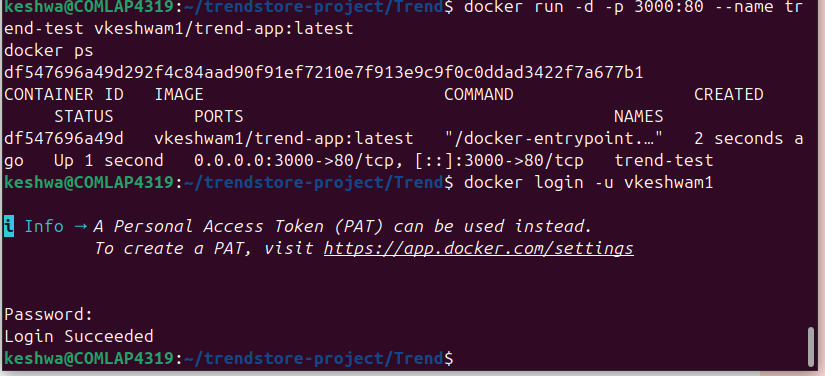 keshwa@COMLAP4319:~/trendstore-project/Trend$ docker run -d -p 3000:80 --name tr
end-test vkeshwam1/trend-app:latest
docker ps
df547696a49d292f4c84aad90f91ef7210e7f913e9c9f0c0ddad3422f7a677b1
CONTAINER ID   IMAGE                        COMMAND                  CREATED
     STATUS         PORTS                                     NAMES
df547696a49d   vkeshwam1/trend-app:latest   "/docker-entrypoint.…"   2 seconds a
go   Up 1 second   0.0.0.0:3000->80/tcp, [::]:3000->80/tcp   trend-test
keshwa@COMLAP4319:~/trendstore-project/Trend$ docker login -u vkeshwam1
i Info → A Personal Access Token (PAT) can be used instead.
To create a PAT, visit https://app.docker.com/settings
Password:
Login Succeeded
keshwa@COMLAP4319:~/trendstore-project/Trend$